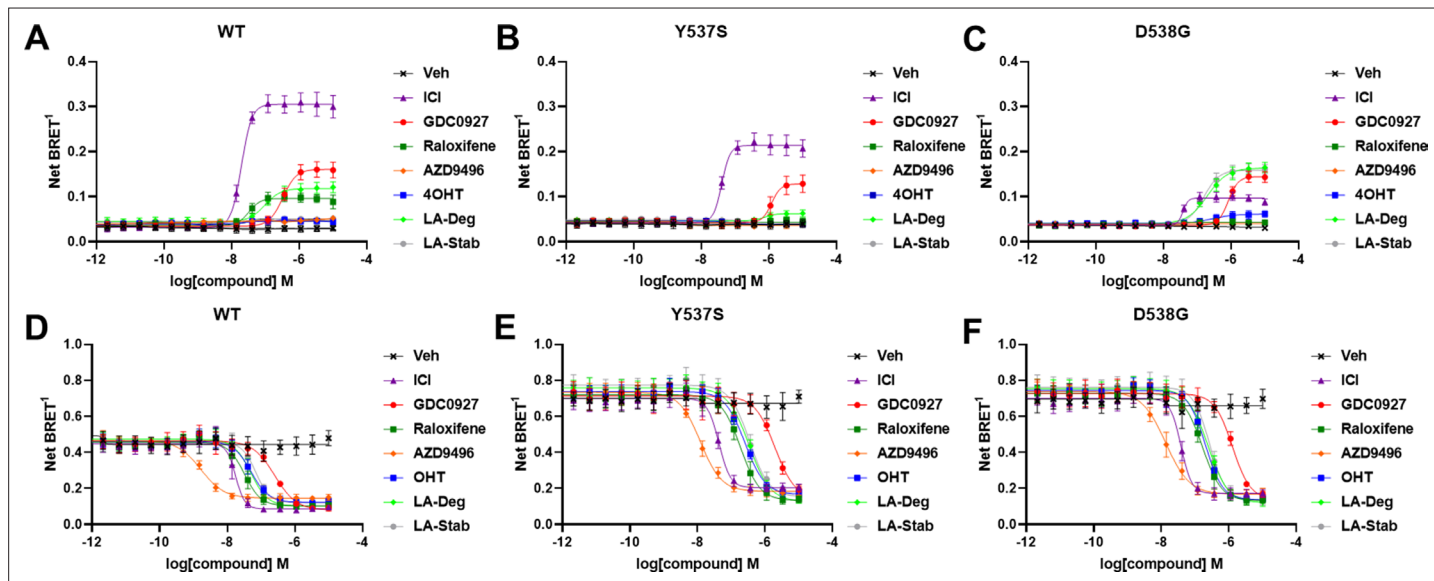 A
WT
Net BRET¹
0.4
0.3
0.2
0.1
0.0
-12
-10
-8
-6
-4
log[compound] M
Veh
ICI
GDC0927
Raloxifene
AZD9496
4OHT
LA-Deg
LA-Stab
B
Y537S
Net BRET¹
0.4
0.3
0.2
0.1
0.0
-12
-10
-8
-6
-4
log[compound] M
Veh
ICI
GDC0927
Raloxifene
AZD9496
4OHT
LA-Deg
LA-Stab
C
D538G
Net BRET¹
0.4
0.3
0.2
0.1
0.0
-12
-10
-8
-6
-4
log[compound] M
Veh
ICI
GDC0927
Raloxifene
AZD9496
4OHT
LA-Deg
LA-Stab
D
WT
Net BRET¹
1.0
0.8
0.6
0.4
0.2
0.0
-12
-10
-8
-6
-4
log[compound] M
Veh
ICI
GDC0927
Raloxifene
AZD9496
OHT
LA-Deg
LA-Stab
E
Y537S
Net BRET¹
1.0
0.8
0.6
0.4
0.2
0.0
-12
-10
-8
-6
-4
log[compound] M
Veh
ICI
GDC0927
Raloxifene
AZD9496
OHT
LA-Deg
LA-Stab
F
D538G
Net BRET¹
1.0
0.8
0.6
0.4
0.2
0.0
-12
-10
-8
-6
-4
log[compound] M
Veh
ICI
GDC0927
Raloxifene
AZD9496
OHT
LA-Deg
LA-Stab